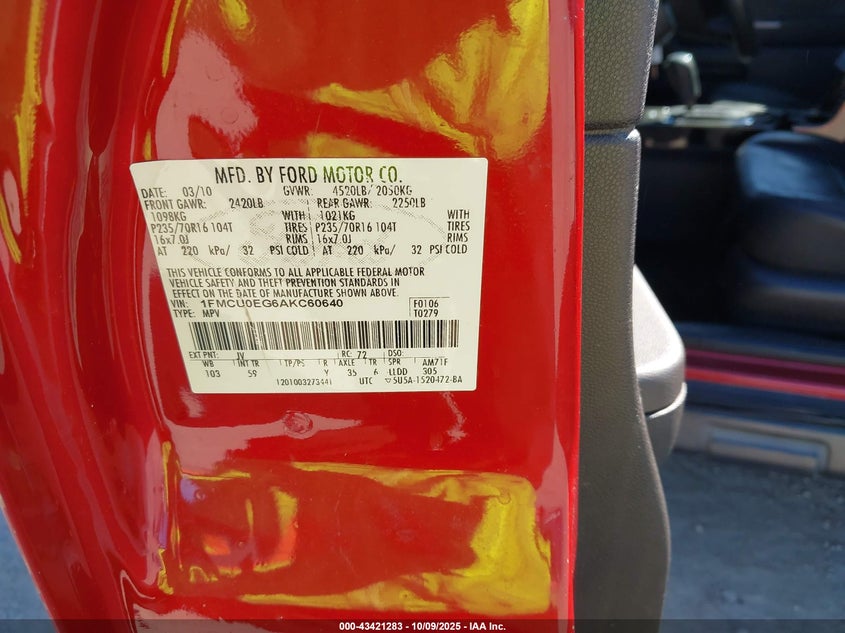 MFD. BY FORD MOTOR CO.
DATE: 03/10 GVWR: 4520LB/ 2050KG
FRONT GAWR: 2420LB REAR GAWR: 2250LB
1098KG WITH 1021KG WITH
P235/70R16 104T TIRES P235/70R16 104T TIRES
16x7.0J RIMS 16x7.0J RIMS
AT 220 kPa/ 32 PSI COLD AT 220 kPa/ 32 PSI COLD
THIS VEHICLE CONFORMS TO ALL APPLICABLE FEDERAL MOTOR
VEHICLE SAFETY AND THEFT PREVENTION STANDARDS IN
EFFECT ON THE DATE OF MANUFACTURE SHOWN ABOVE.
VIN: 1FMCU0EG6AKC60640 F0106
TYPE: MPV T0279
EXT PNT: JV RC: 72 DSO:
WB INT TR TP/PS R AXLE TR SPR AM71F
103 59 Y 35 6 LLDD 305
1201003273441 UTC ▽5U5A-1520472-BA
000-43421283 | 10/09/2025 | IAA Inc.